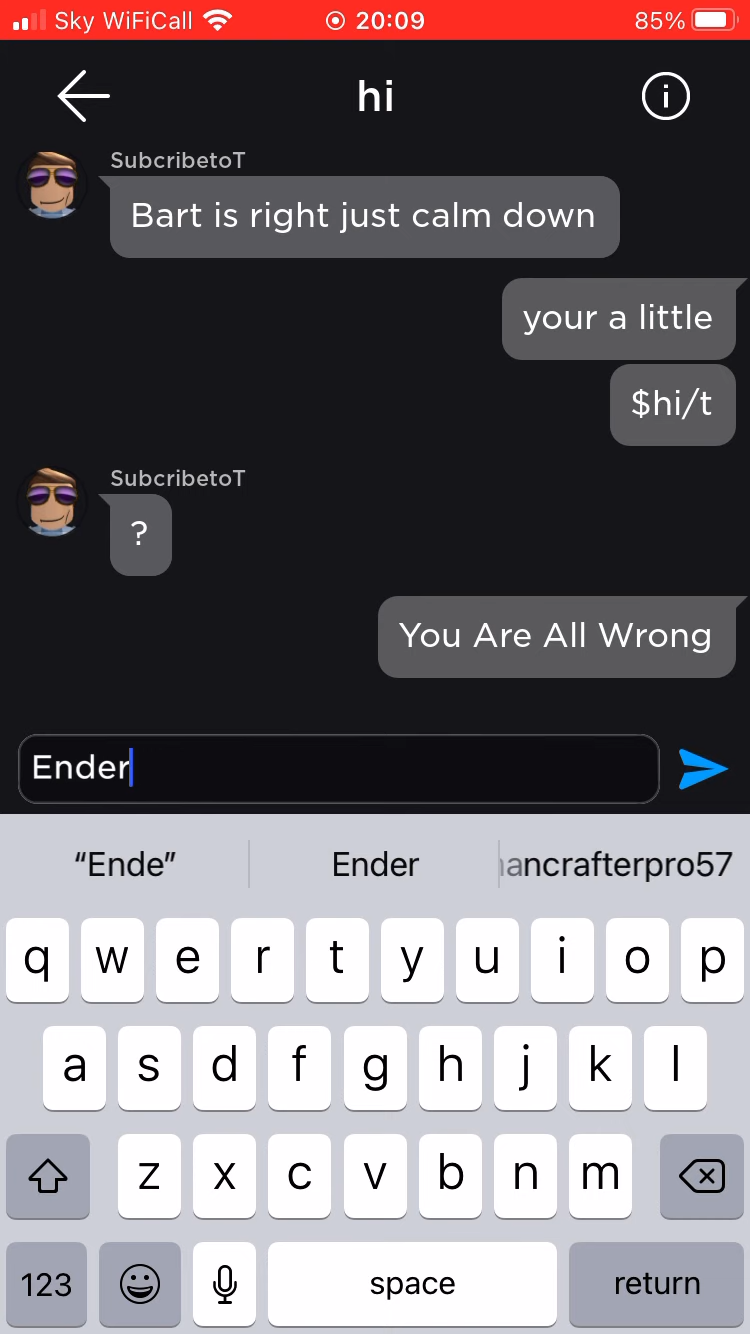 Sky WiFiCall 20:09 85%
hi
SubcribetoT
Bart is right just calm down
your a little
$hi/t
SubcribetoT
?
You Are All Wrong
Ender
“Ende” Ender ancrafterpro57
q w e r t y u i o p
a s d f g h j k l
z x c v b n m
123 space return